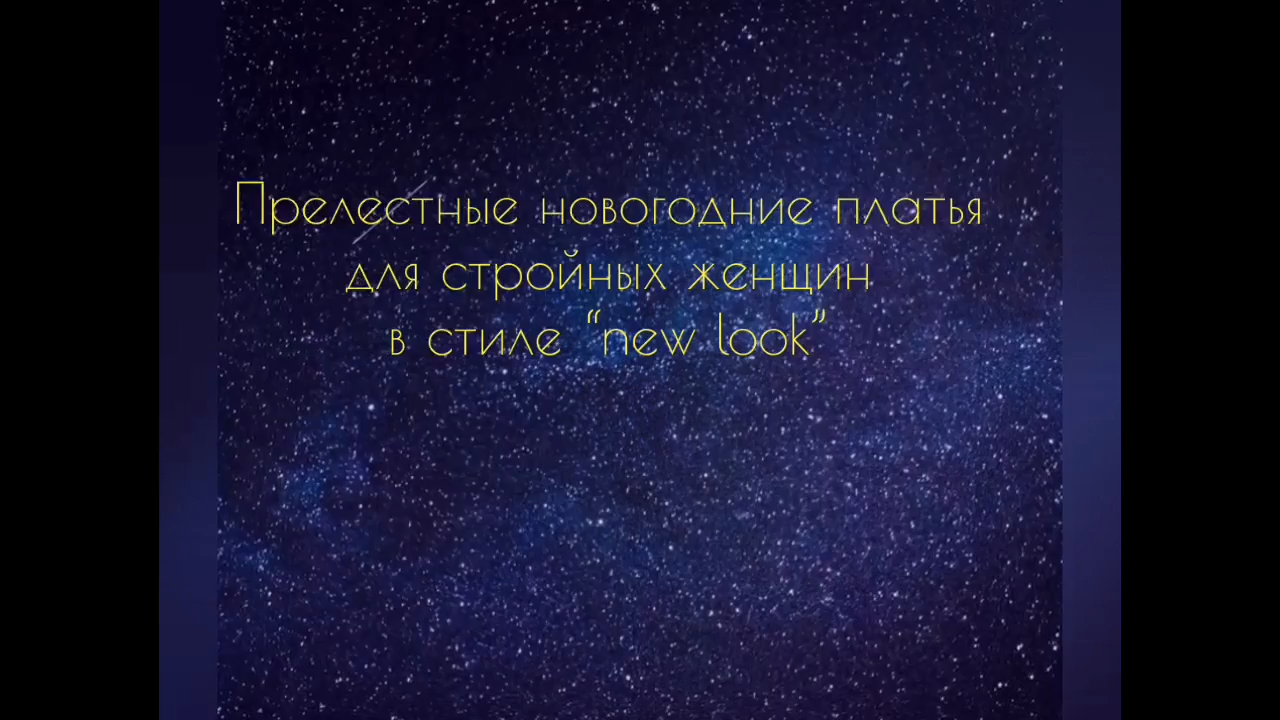 Прелестные новогодние платья
для стройных женщин
в стиле “new look”